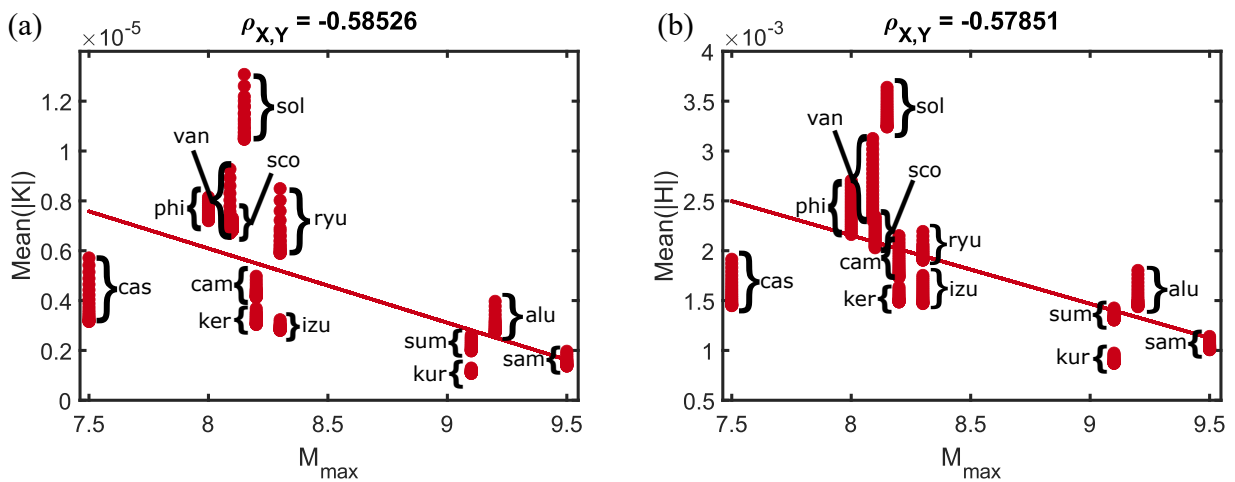 (a)
ρX,Y = -0.58526
×10-5
1.2
1
0.8
0.6
0.4
0.2
0
Mean(|K|)
7.5 8 8.5 9 9.5
Mmax
sol
van
sco
phi
ryu
cas
cam
ker
izu
alu
sum
sam
kur
(b)
ρX,Y = -0.57851
×10-3
4
3.5
3
2.5
2
1.5
1
0.5
Mean(|H|)
7.5 8 8.5 9 9.5
Mmax
sol
van
sco
phi
ryu
cam
cas
ker
izu
alu
sum
sam
kur